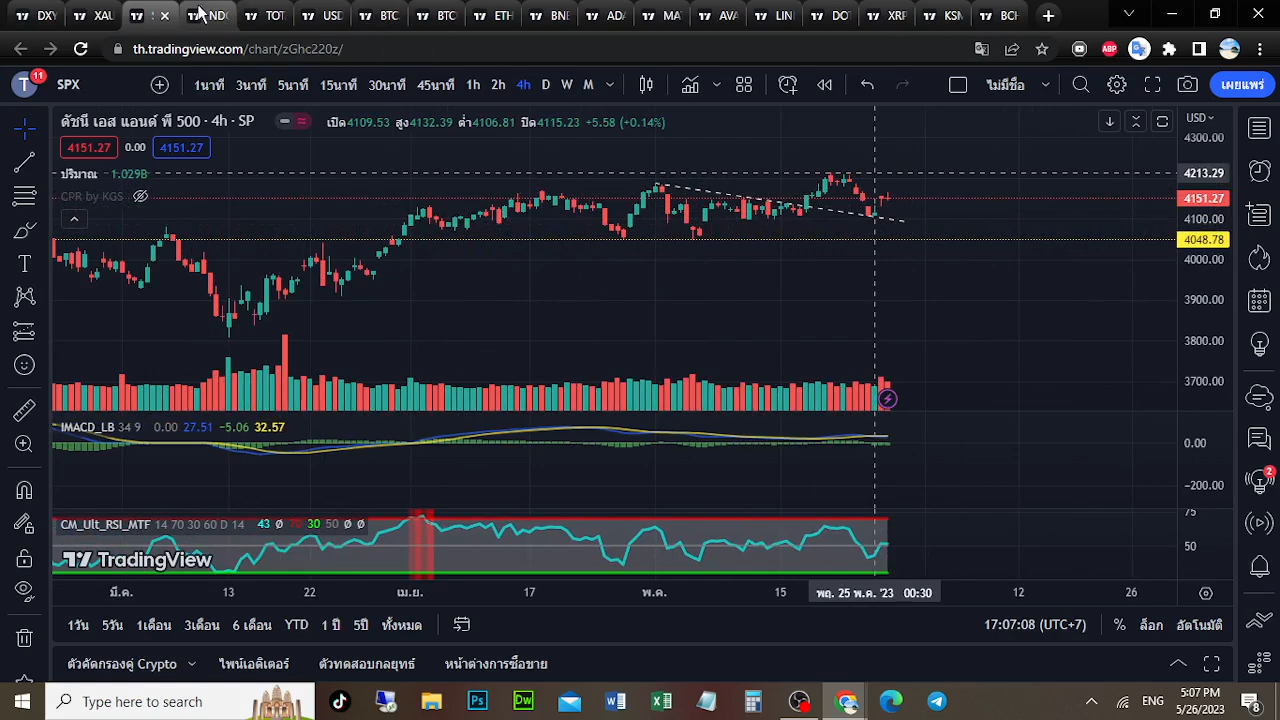 DXY
XAU
S
NDQ
TOT
USD
BTC
BTC
ETH
BNE
ADA
MA
AVA
LIN
DO
XRP
KSM
BCH
th.tradingview.com/chart/zGhc220z/
ABP
T
11
SPX
1นาที
3นาที
5นาที
15นาที
30นาที
45นาที
1h
2h
4h
D
W
M
ไม่มีชื่อ
เผยแพร่
ดัชนี เอส แอนด์ พี 500 · 4h · SP
เปิด4109.53 สูง4132.39 ต่ำ4106.81 ปิด4115.23 +5.58 (+0.14%)
USD
4300.00
4151.27
0.00
4151.27
ปริมาณ 1.029B
4213.29
CPR by KGS
4151.27
4100.00
4048.78
4000.00
3900.00
3800.00
3700.00
IMACD_LB 34 9 0.00 27.51 −5.06 32.57
0.00
−200.00
CM_Ult_RSI_MTF 14 70 30 60 D 14 43 Ø 70 30 50 Ø Ø
75
TradingView
50
2
มี.ค.
13
22
เม.ย.
17
พ.ค.
15
พฤ. 25 พ.ค. '23 00:30
12
26
1วัน
5วัน
1เดือน
3เดือน
6 เดือน
YTD
1 ปี
5ปี
ทั้งหมด
17:07:08 (UTC+7)
%
ล็อก
อัตโนมัติ
ตัวคัดกรองคู่ Crypto
ไพน์เอดิเตอร์
ตัวทดสอบกลยุทธ์
หน้าต่างการซื้อขาย
Type here to search
Ps
Dw
ENG
5:07 PM
5/26/2023
8